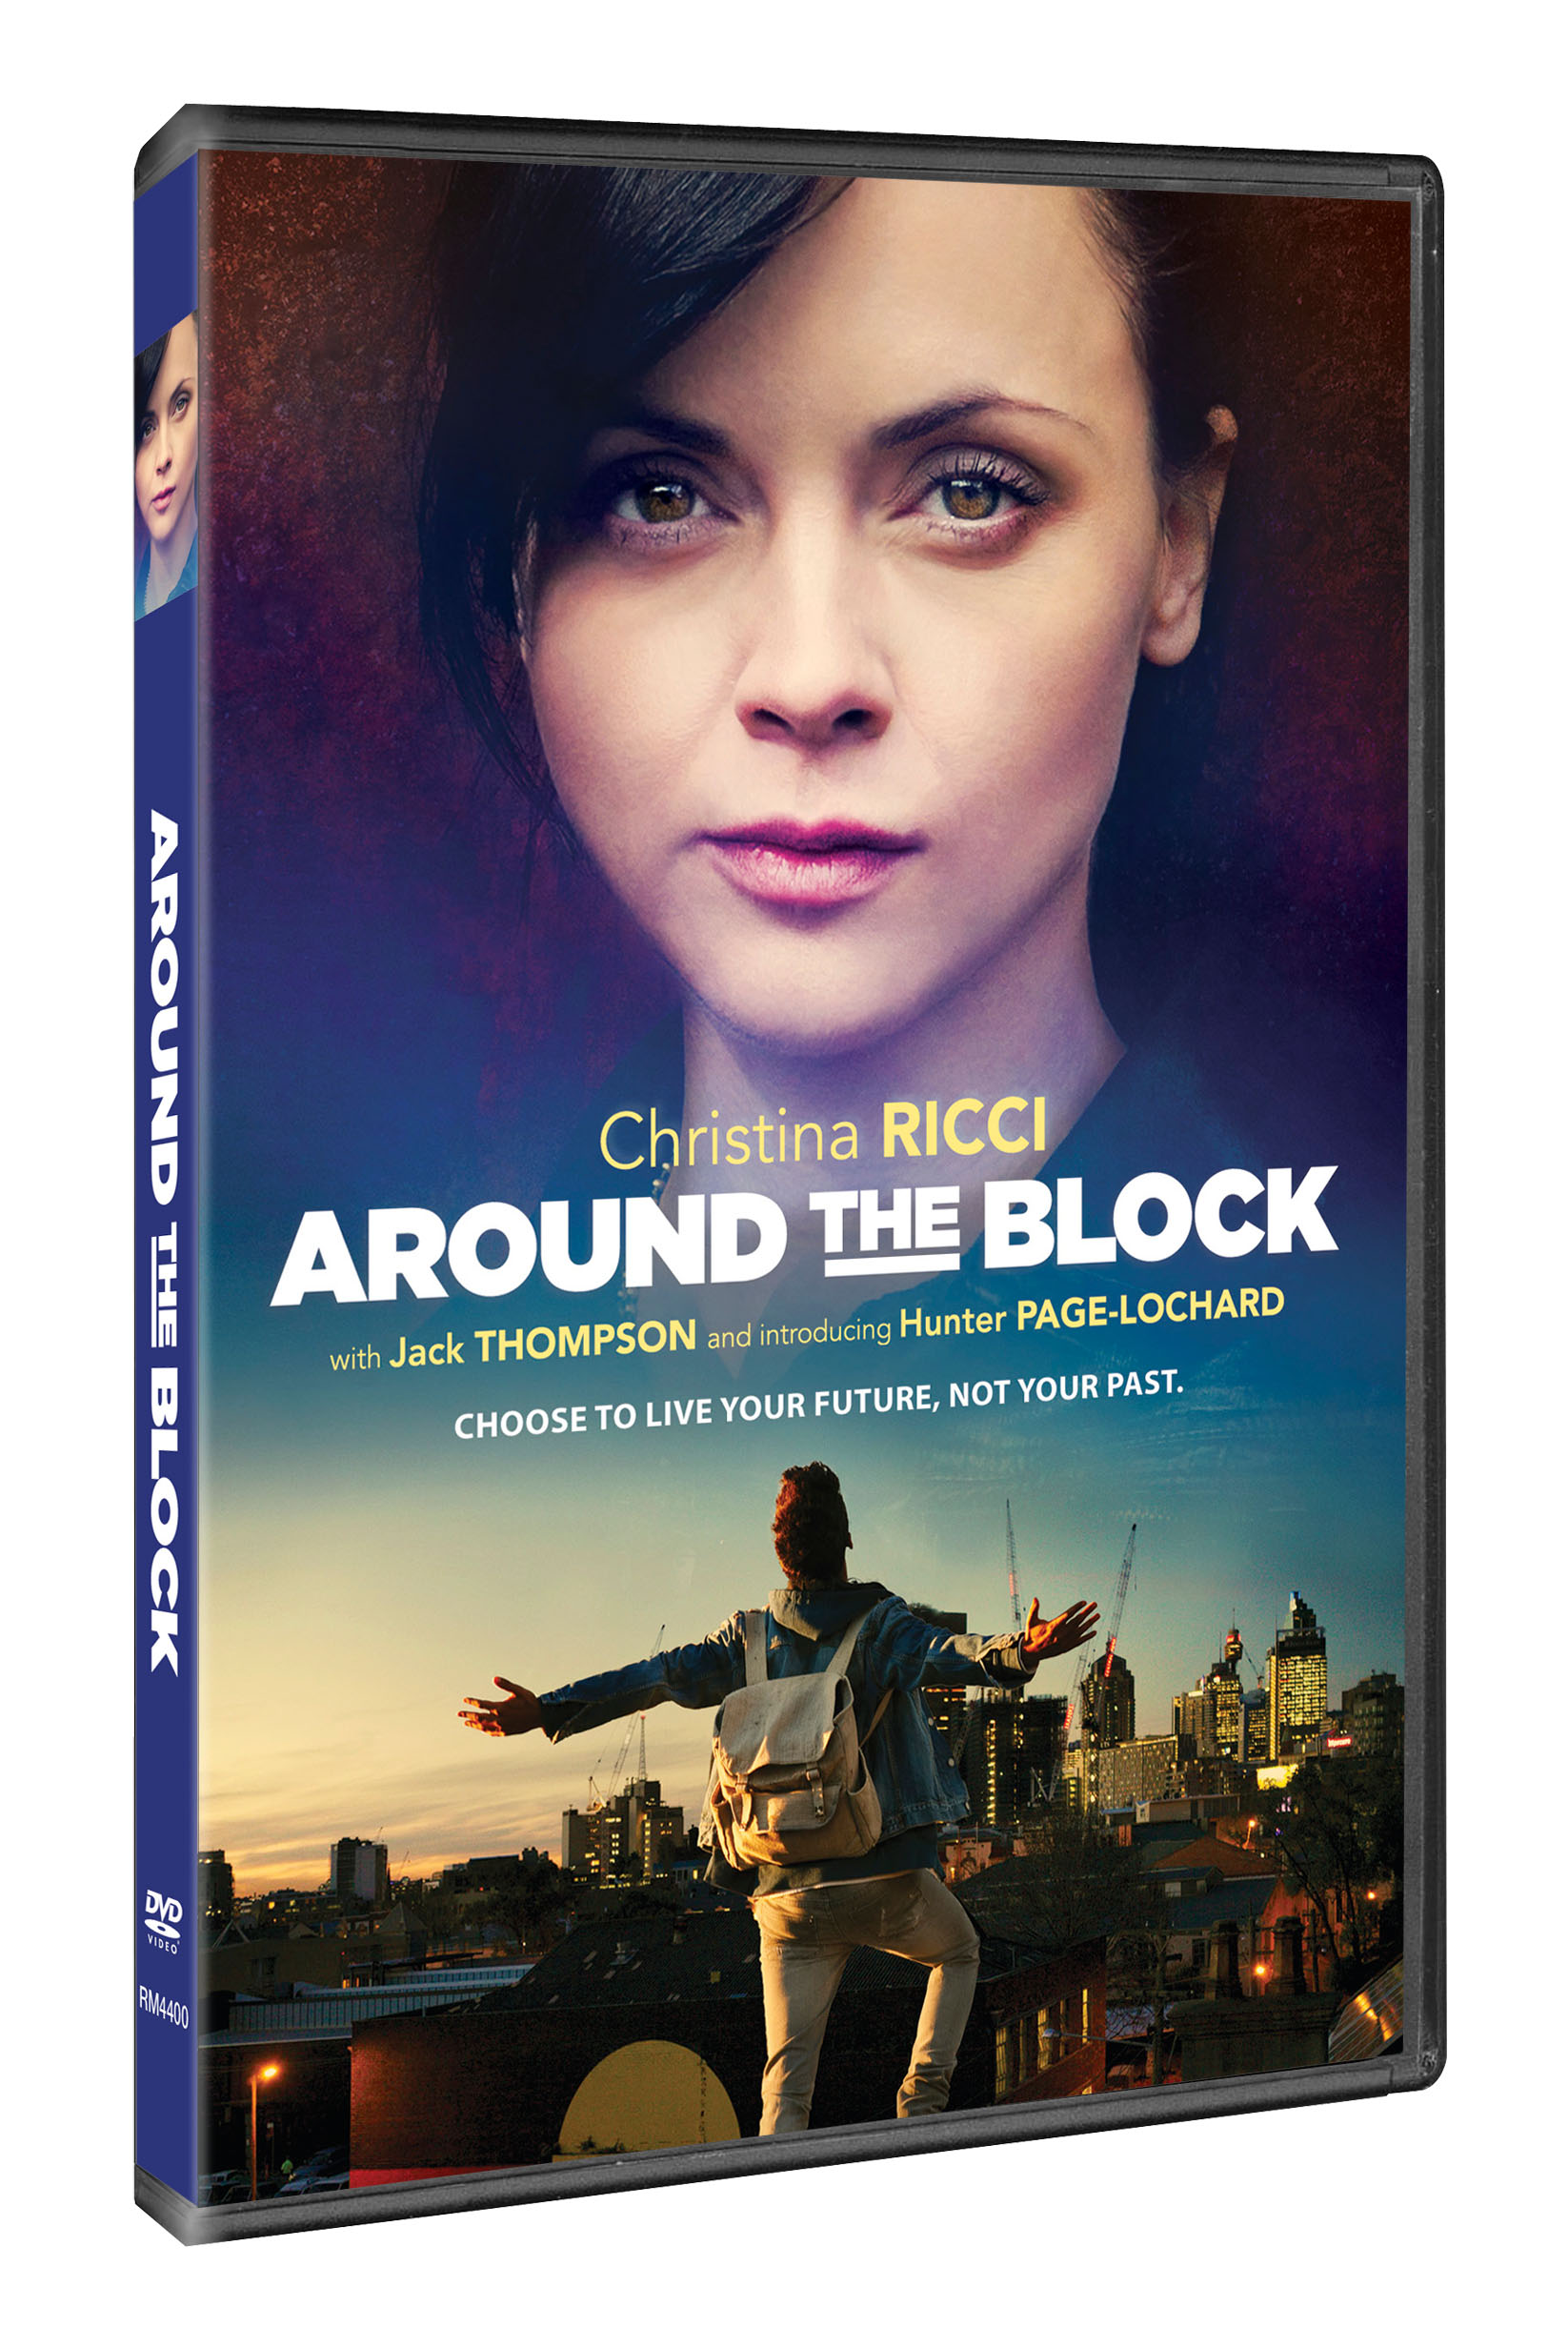 Christina RICCI
AROUND THE BLOCK
with Jack THOMPSON and introducing Hunter PAGE-LOCHARD
CHOOSE TO LIVE YOUR FUTURE, NOT YOUR PAST.
AROUND THE BLOCK
DVD
VIDEO
RM4400